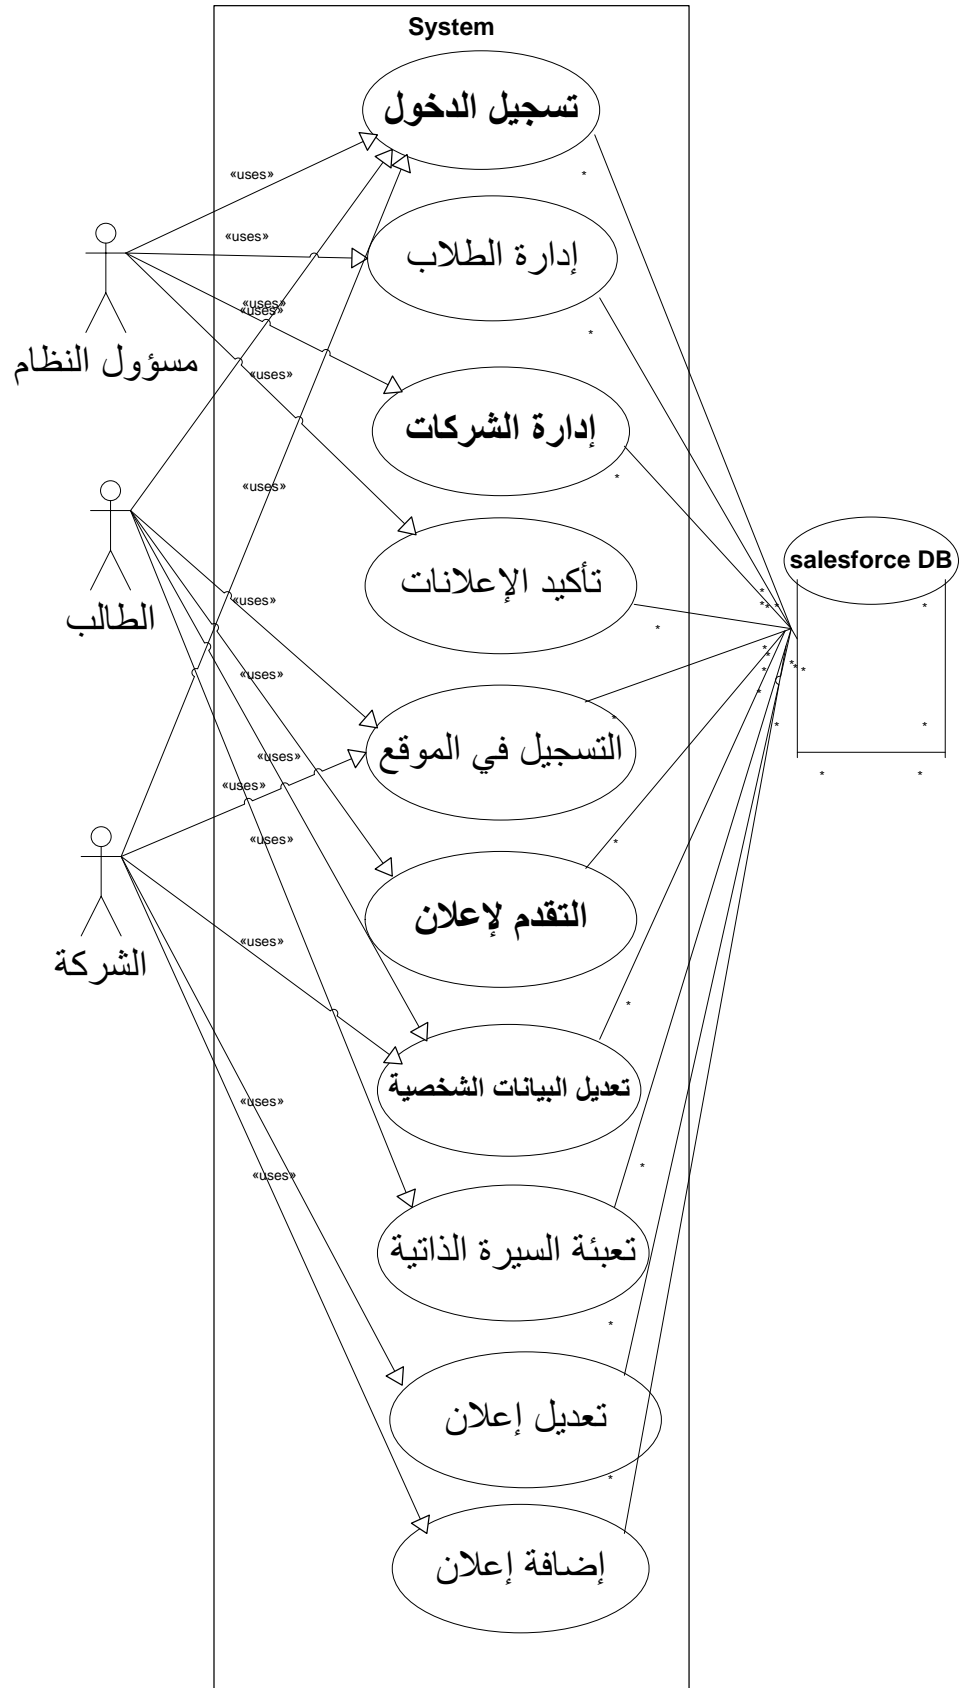 System
تسجيل الدخول
«uses»
«uses»
إدارة الطلاب
مسؤول النظام
«uses»
«uses»
«uses»
إدارة الشركات
«uses»
الطالب
تأكيد الإعلانات
salesforce DB
«uses»
«uses»
التسجيل في الموقع
«uses»
«uses»
«uses»
الشركة
التقدم لإعلان
«uses»
تعديل البيانات الشخصية
«uses»
«uses»
تعبئة السيرة الذاتية
تعديل إعلان
إضافة إعلان